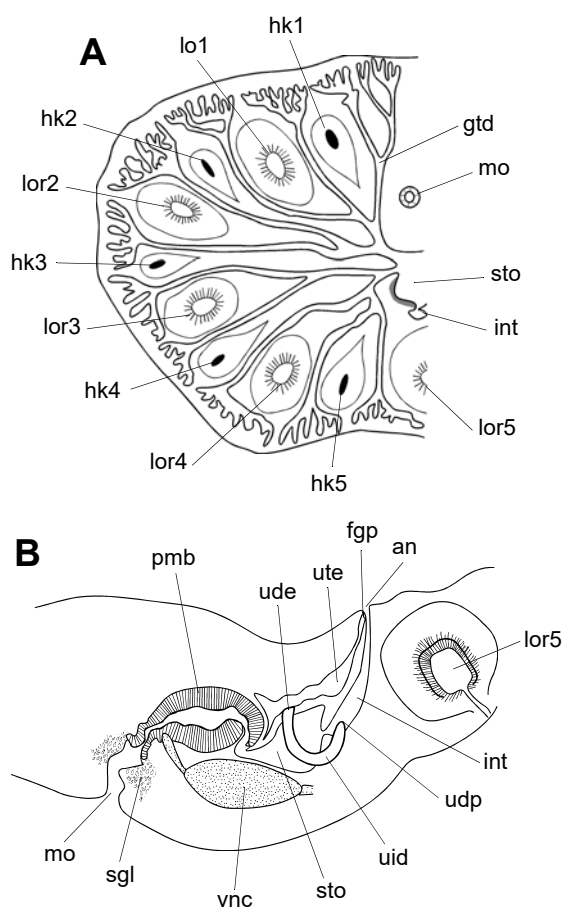 A
hk1
lo1
hk2
gtd
mo
lor2
hk3
sto
lor3
int
hk4
lor5
lor4
hk5
B
fgp
an
pmb
ute
ude
lor5
int
udp
mo
uid
sgl
sto
vnc